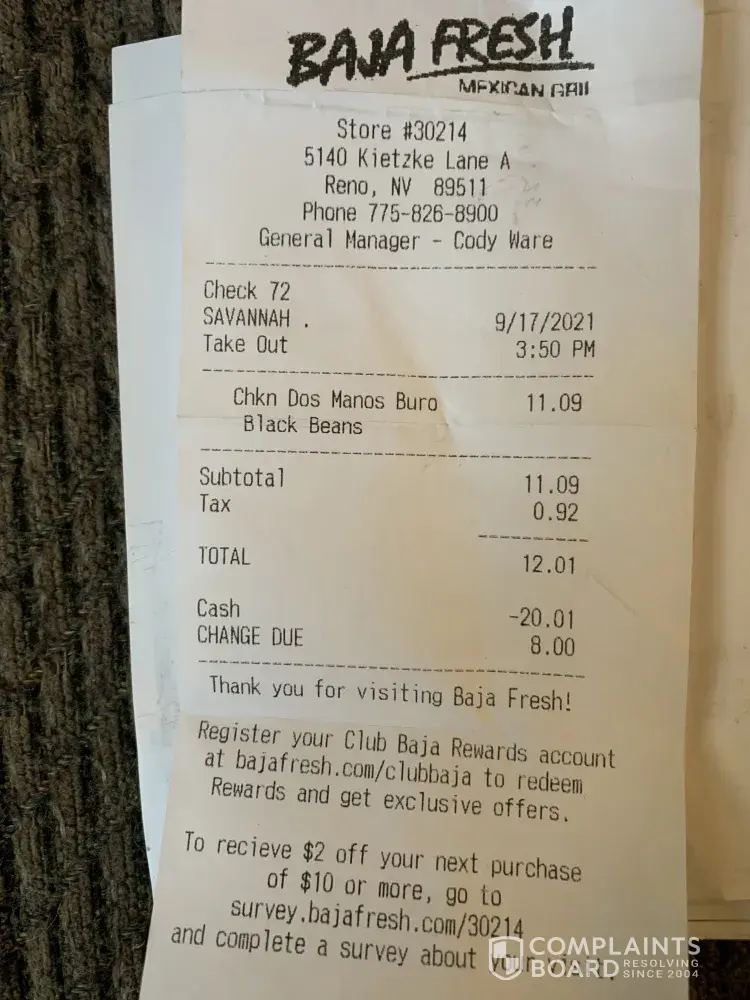 BAJA FRESH
MEXICAN GRILL
Store #30214
5140 Kietzke Lane A
Reno, NV 89511
Phone 775-826-8900
General Manager - Cody Ware
Check 72
SAVANNAH . 9/17/2021
Take Out 3:50 PM
Chkn Dos Manos Buro 11.09
Black Beans
Subtotal 11.09
Tax 0.92
TOTAL 12.01
Cash -20.01
CHANGE DUE 8.00
Thank you for visiting Baja Fresh!
Register your Club Baja Rewards account
at bajafresh.com/clubbaja to redeem
Rewards and get exclusive offers.
To recieve $2 off your next purchase
of $10 or more, go to
survey.bajafresh.com/30214
and complete a survey about your visit.
COMPLAINTS
BOARD RESOLVING SINCE 2004